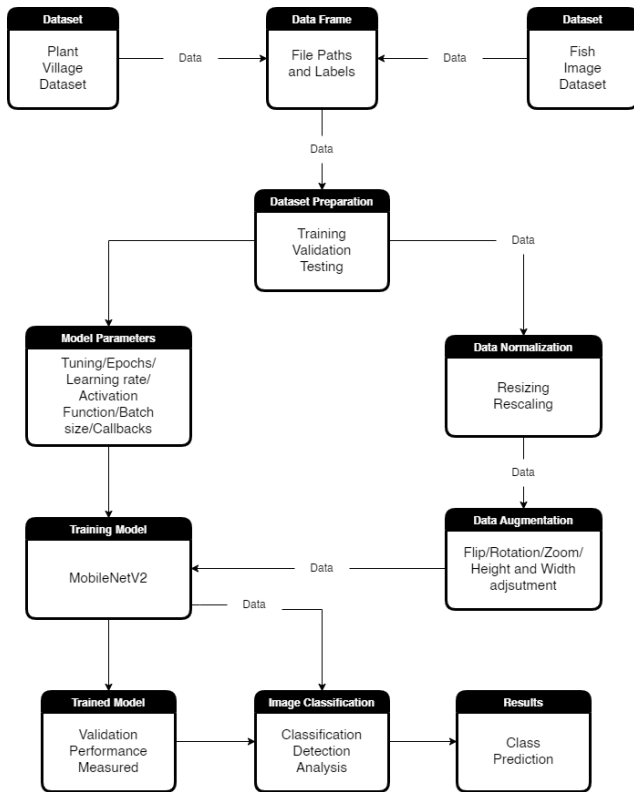 Dataset
Plant
Village
Dataset
Data
Data Frame
File Paths
and Labels
Data
Dataset
Fish
Image
Dataset
Data
Dataset Preparation
Training
Validation
Testing
Data
Model Parameters
Tuning/Epochs/
Learning rate/
Activation
Function/Batch
size/Callbacks
Data Normalization
Resizing
Rescaling
Data
Training Model
MobileNetV2
Data
Data Augmentation
Flip/Rotation/Zoom/
Height and Width
adjsutment
Data
Trained Model
Validation
Performance
Measured
Image Classification
Classification
Detection
Analysis
Results
Class
Prediction